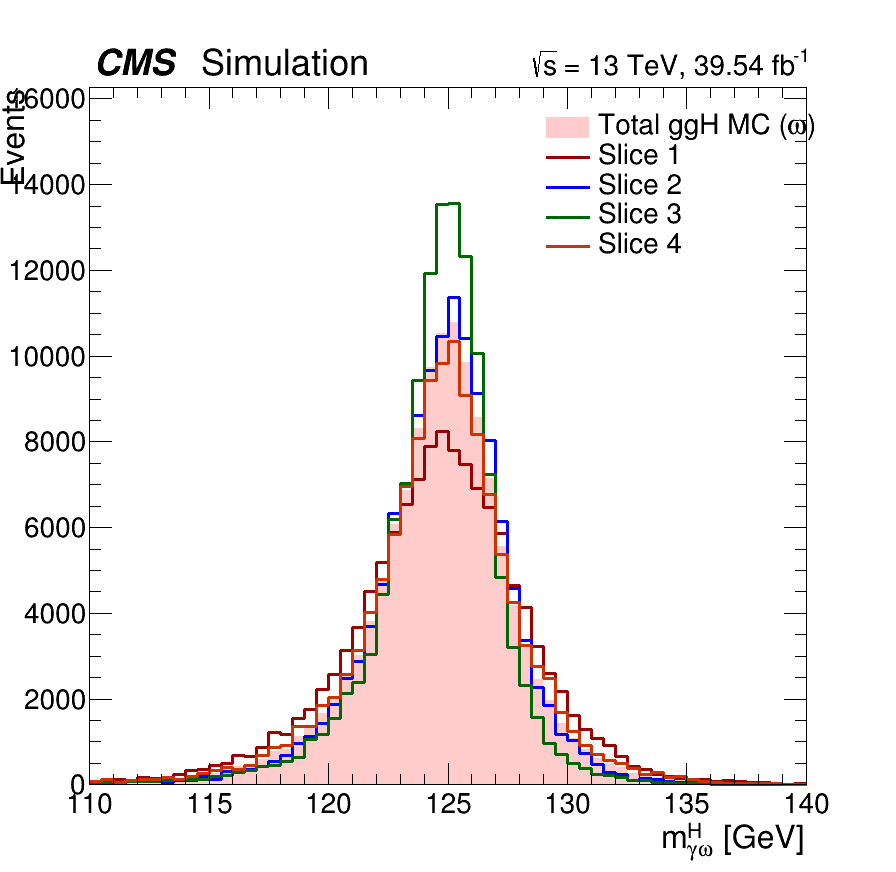 CMS Simulation √s = 13 TeV, 39.54 fb⁻¹
Events
16000
14000
12000
10000
8000
6000
4000
2000
0
Total ggH MC (ω)
Slice 1
Slice 2
Slice 3
Slice 4
110 115 120 125 130 135 140
m^H_γω [GeV]